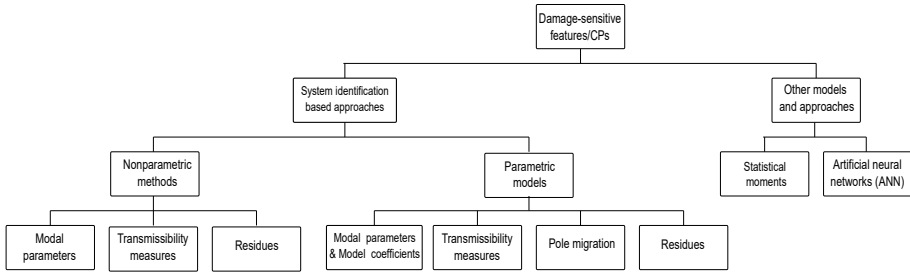 Damage-sensitive
features/CPs
System identification
based approaches
Other models
and approaches
Nonparametric
methods
Parametric
models
Statistical
moments
Artificial neural
networks (ANN)
Modal
parameters
Transmissibility
measures
Residues
Modal parameters
& Model coefficients
Transmissibility
measures
Pole migration
Residues